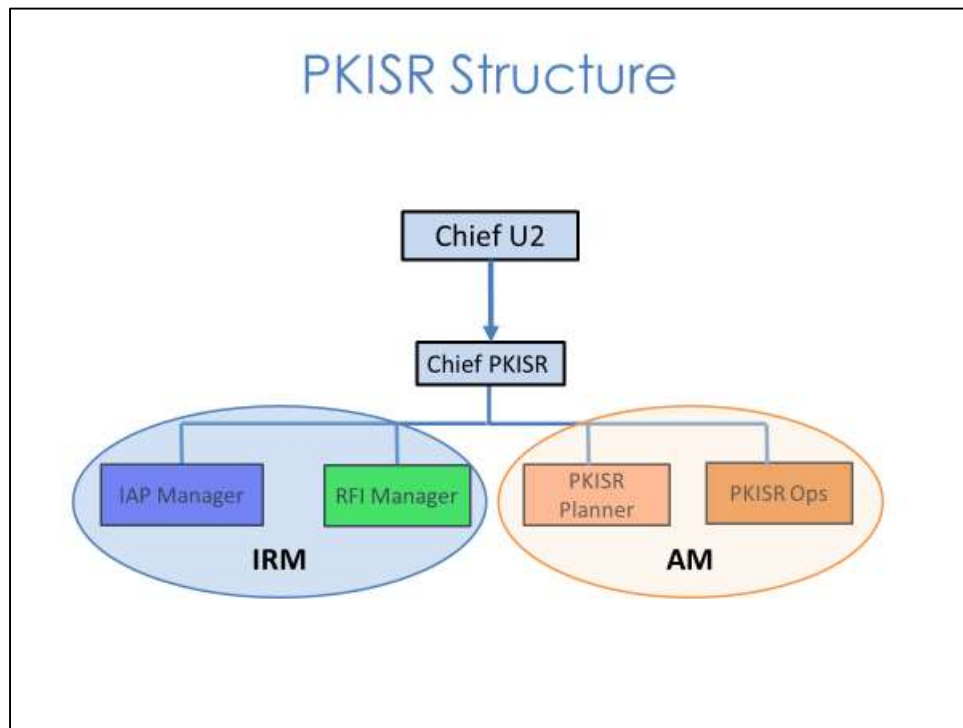 PKISR Structure
Chief U2
Chief PKISR
IAP Manager
RFI Manager
PKISR
Planner
PKISR Ops
IRM
AM